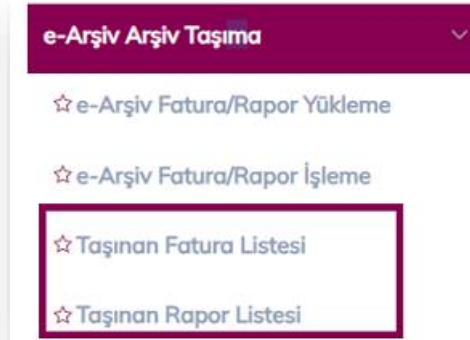 e-Arşiv Arşiv Taşıma
e-Arşiv Fatura/Rapor Yükleme
e-Arşiv Fatura/Rapor İşleme
Taşınan Fatura Listesi
Taşınan Rapor Listesi